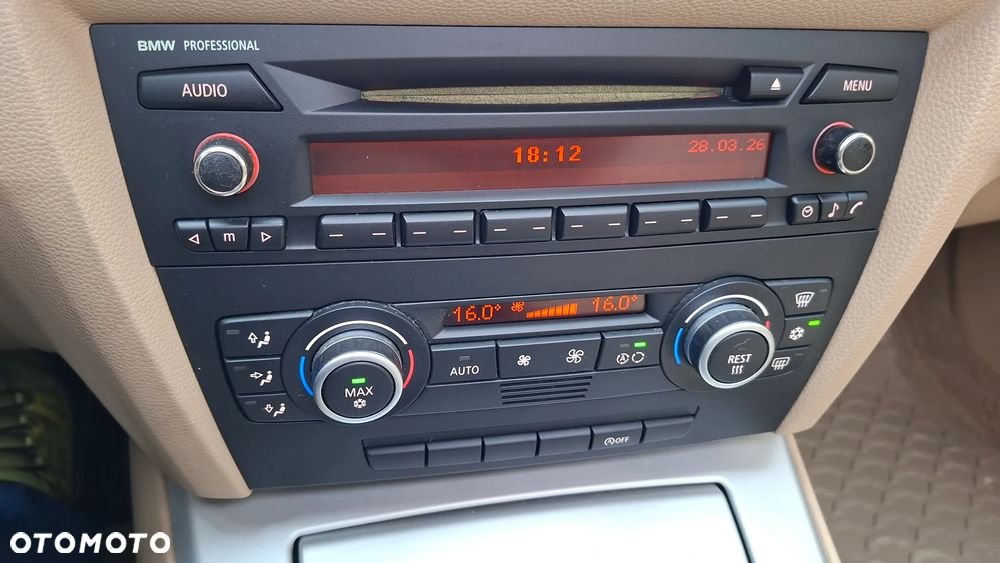 BMW PROFESSIONAL
AUDIO
MENU
18:12
28.03.26
m
16.0° 16.0°
AUTO
A
MAX
REST
A OFF
OTOMOTO